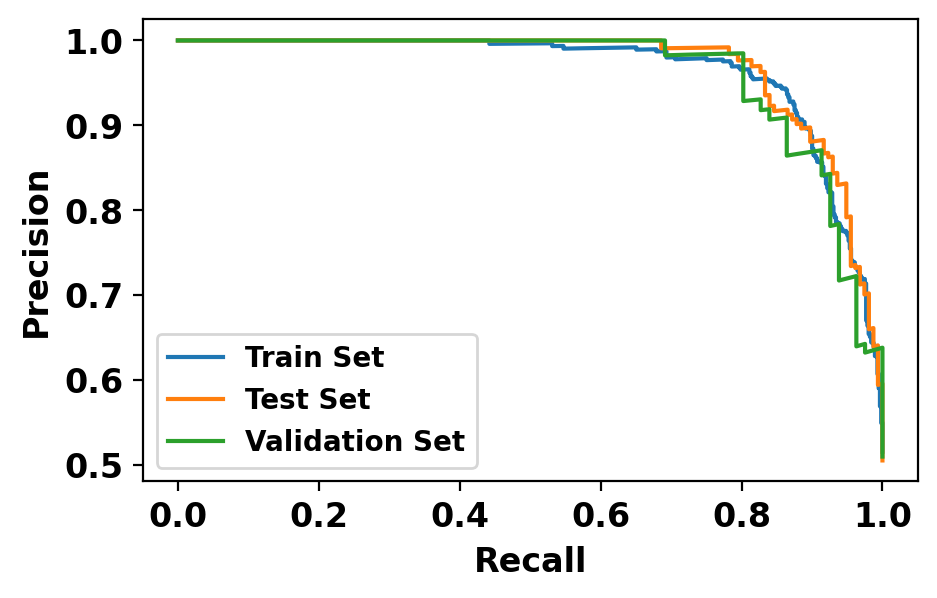 1.0
0.9
0.8
0.7
0.6
0.5
Precision
Train Set
Test Set
Validation Set
0.0 0.2 0.4 0.6 0.8 1.0
Recall